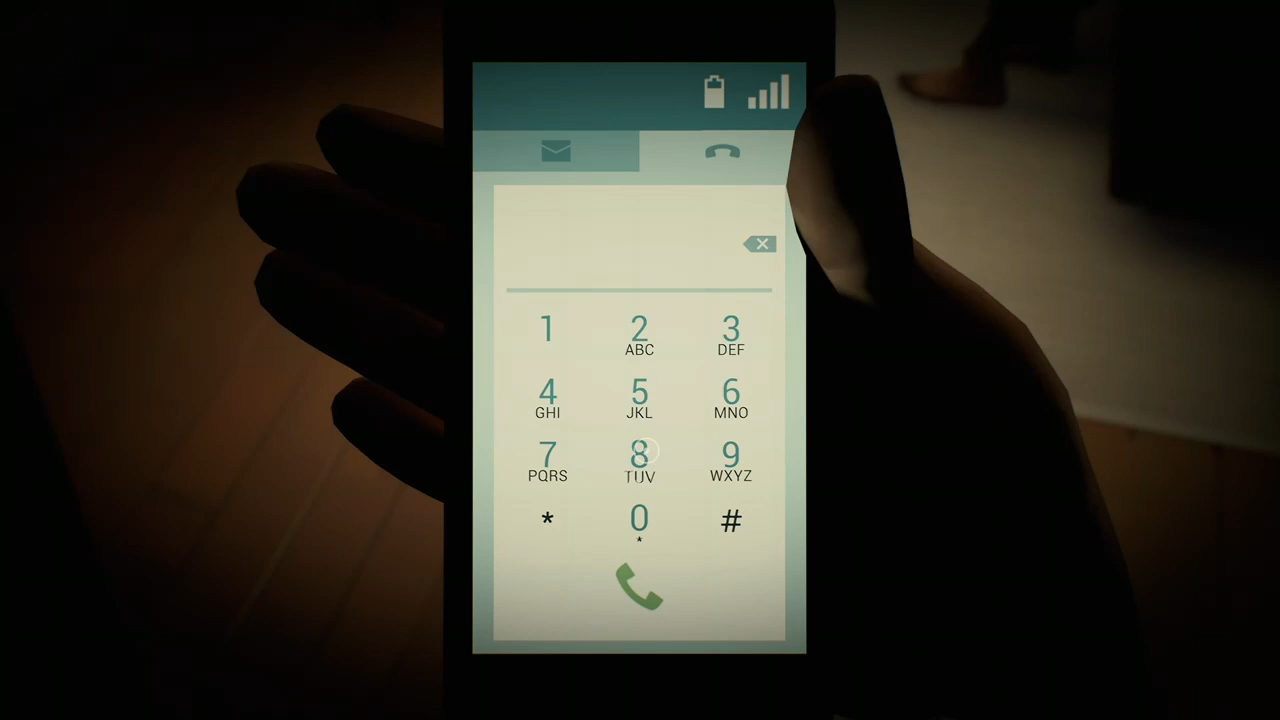 1 2 3
ABC DEF
4 5 6
GHI JKL MNO
7 8 9
PQRS TUV WXYZ
* 0 #
*